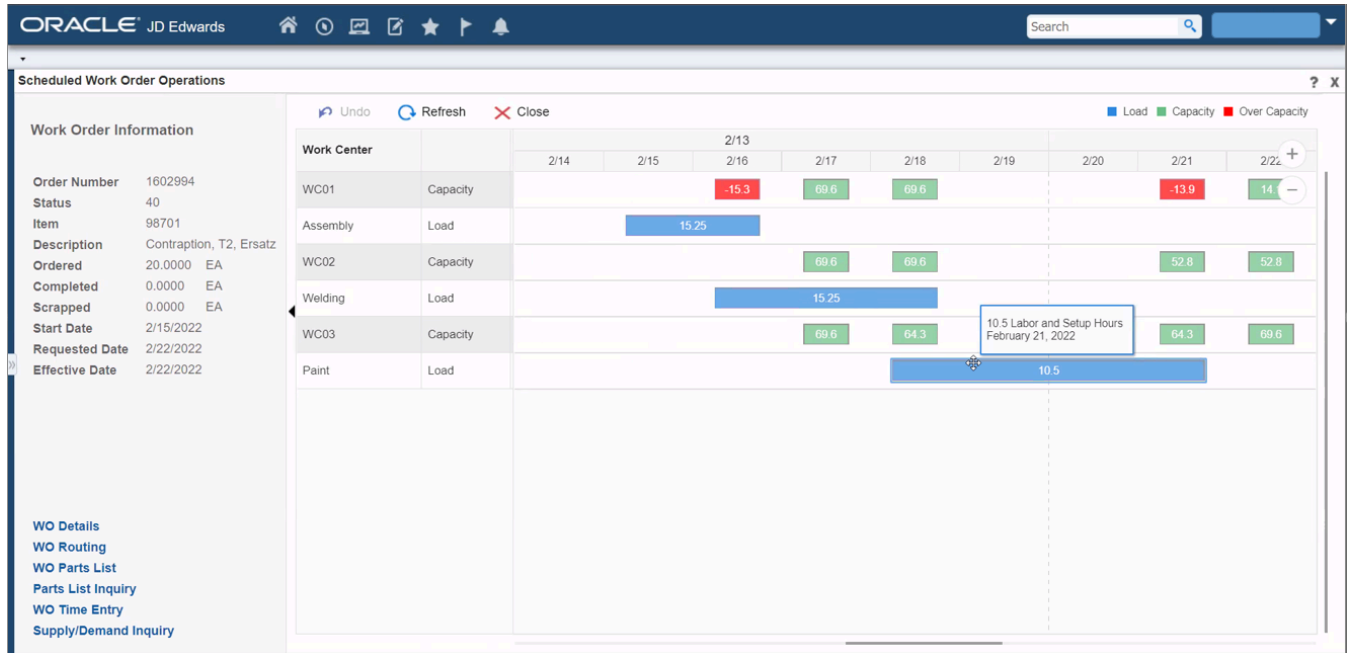 ORACLE JD Edwards
Search
Scheduled Work Order Operations
? X
Undo Refresh Close
Load Capacity Over Capacity
Work Order Information
Order Number 1602994
Status 40
Item 98701
Description Contraption, T2, Ersatz
Ordered 20.0000 EA
Completed 0.0000 EA
Scrapped 0.0000 EA
Start Date 2/15/2022
Requested Date 2/22/2022
Effective Date 2/22/2022
WO Details
WO Routing
WO Parts List
Parts List Inquiry
WO Time Entry
Supply/Demand Inquiry
Work Center
2/13
2/14 2/15 2/16 2/17 2/18 2/19 2/20 2/21
WC01 Capacity -15.3 69.6 69.6 -13.9
Assembly Load 15.25
WC02 Capacity 69.6 69.6 52.8 52.8
Welding Load 15.25
WC03 Capacity 69.6 64.3 64.3 69.6
10.5 Labor and Setup Hours
February 21, 2022
Paint Load 10.5